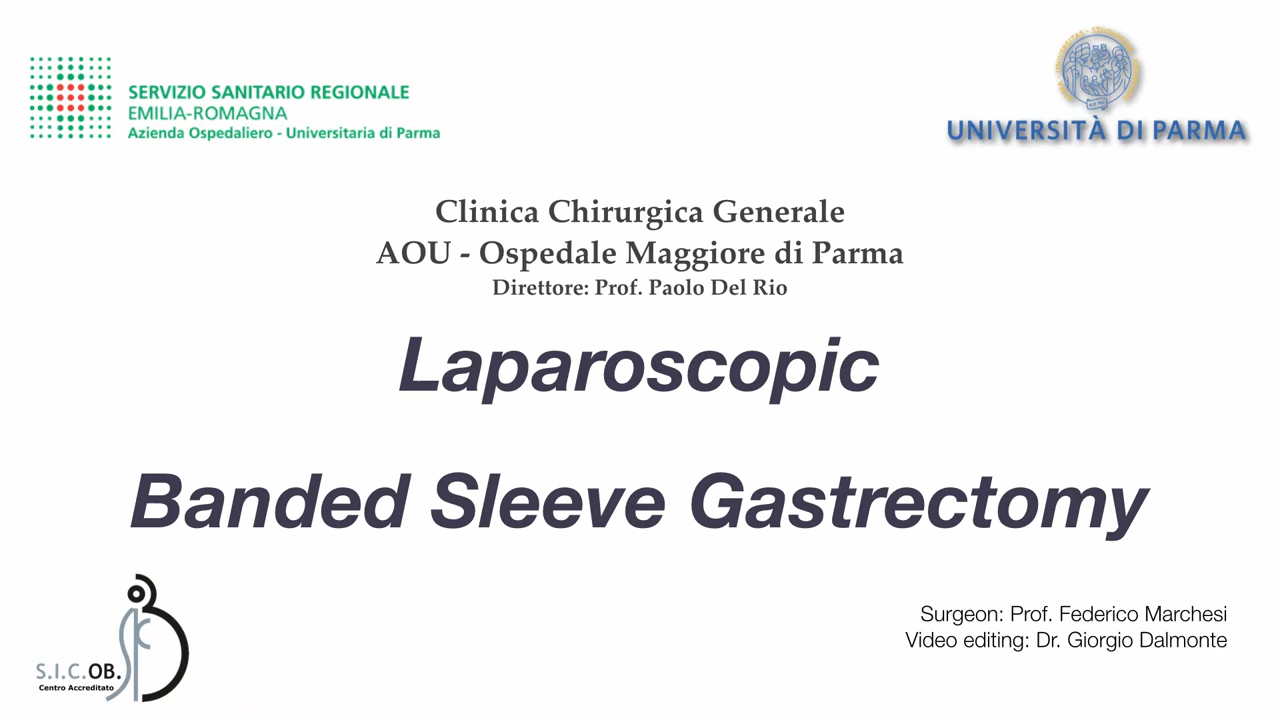 SERVIZIO SANITARIO REGIONALE
EMILIA-ROMAGNA
Azienda Ospedaliero - Universitaria di Parma
UNIVERSITÀ DI PARMA
Clinica Chirurgica Generale
AOU - Ospedale Maggiore di Parma
Direttore: Prof. Paolo Del Rio
Laparoscopic
Banded Sleeve Gastrectomy
S.I.C.OB.
Centro Accreditato
Surgeon: Prof. Federico Marchesi
Video editing: Dr. Giorgio Dalmonte